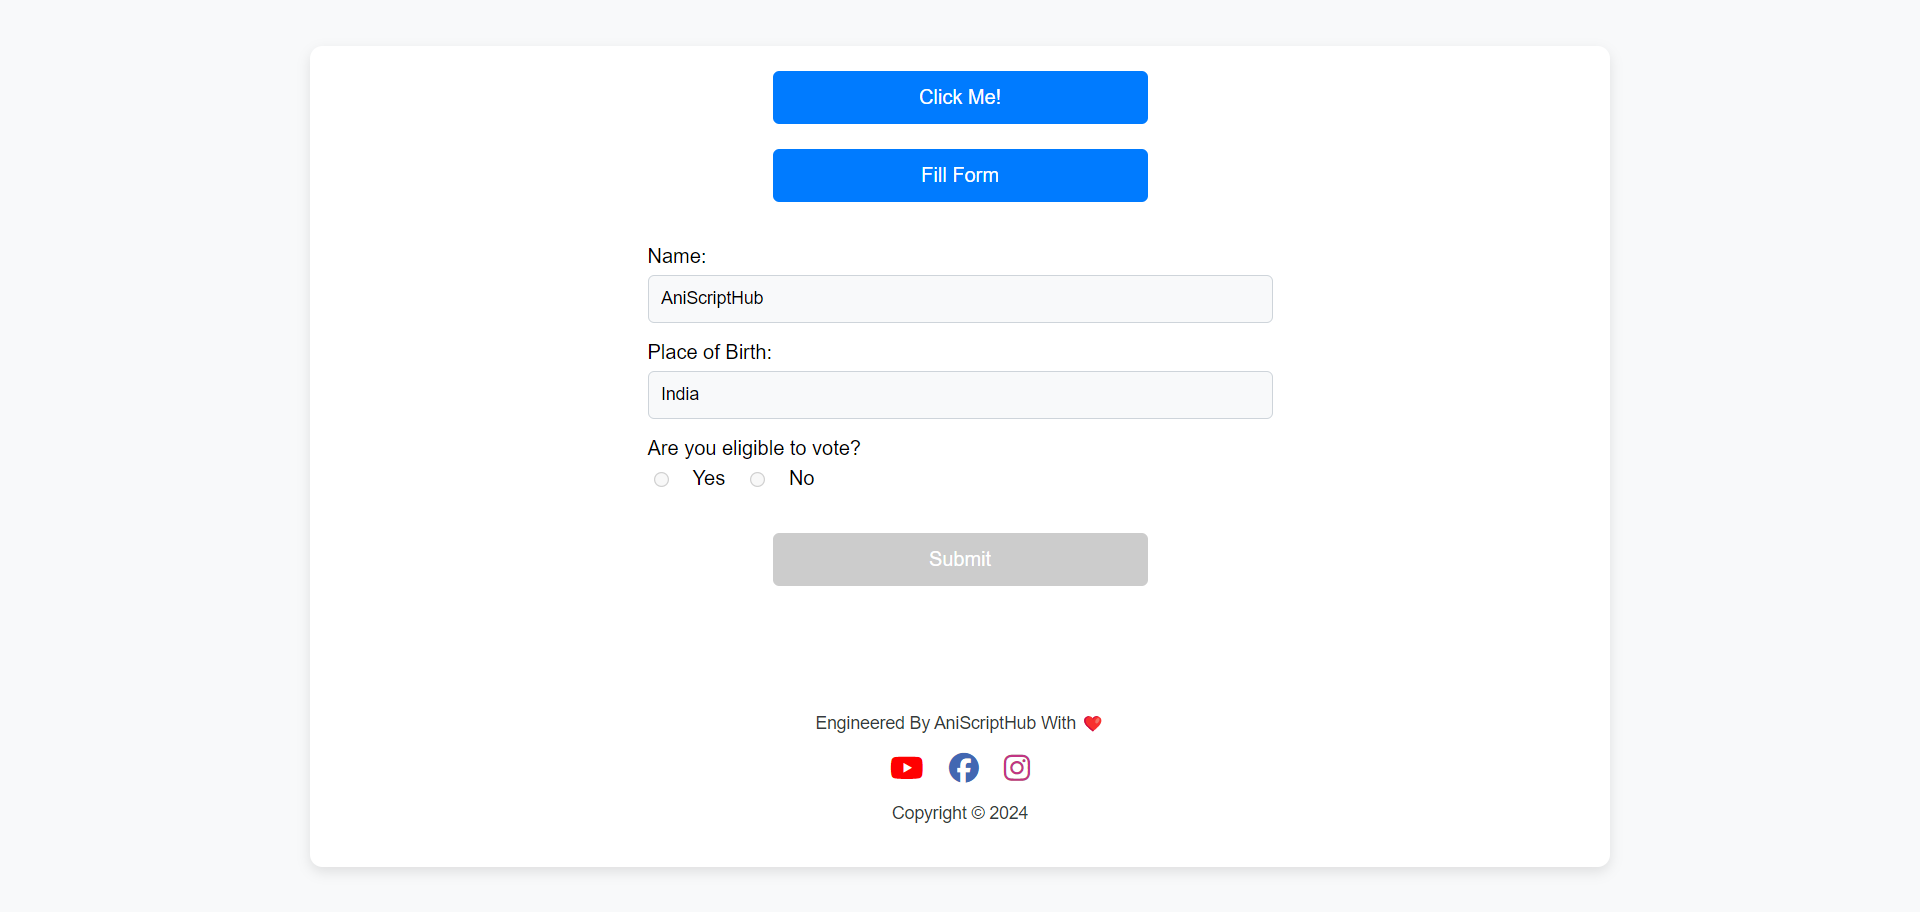 Click Me!
Fill Form
Name:
AniScriptHub
Place of Birth:
India
Are you eligible to vote?
Yes No
Submit
Engineered By AniScriptHub With ❤️
Copyright © 2024